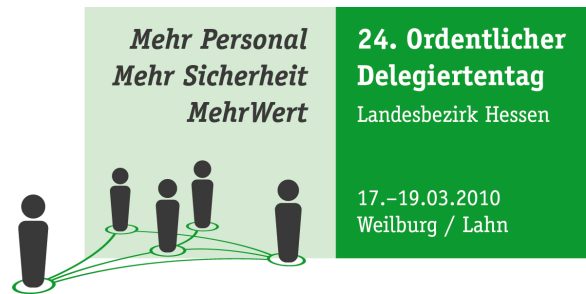 Mehr Personal
Mehr Sicherheit
MehrWert
24. Ordentlicher
Delegiertentag
Landesbezirk Hessen
17.–19.03.2010
Weilburg / Lahn